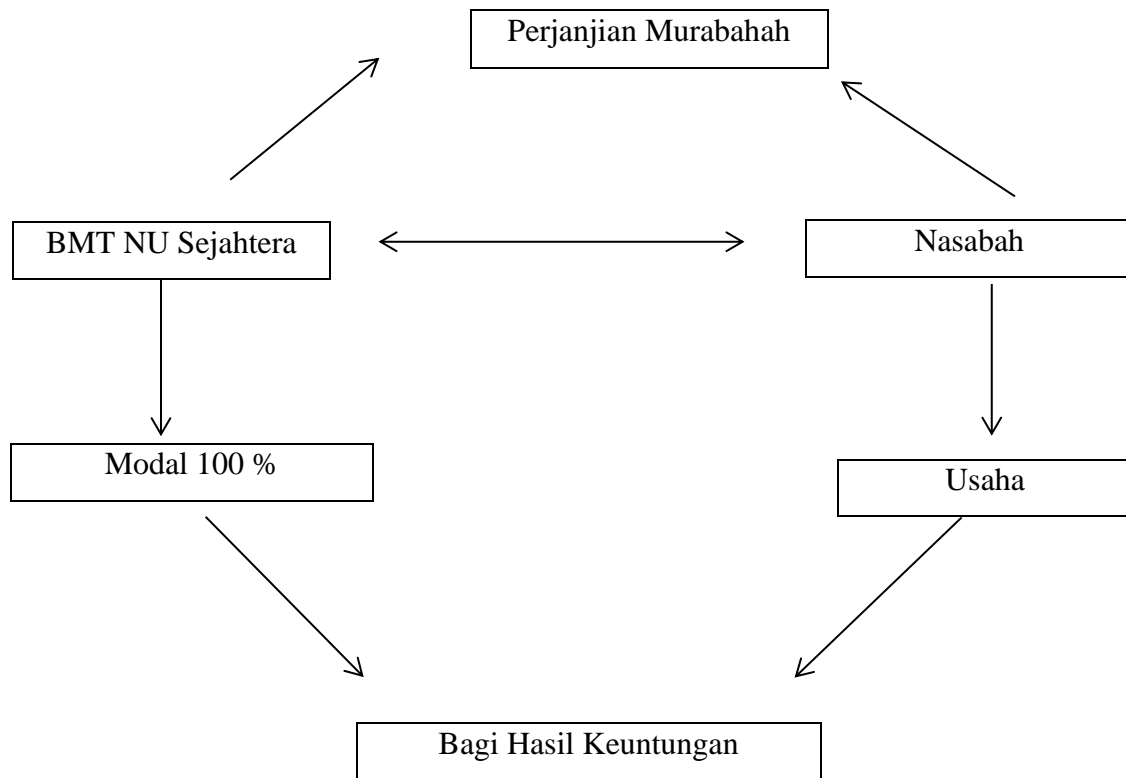 Perjanjian Murabahah
BMT NU Sejahtera
Nasabah
Modal 100 %
Usaha
Bagi Hasil Keuntungan